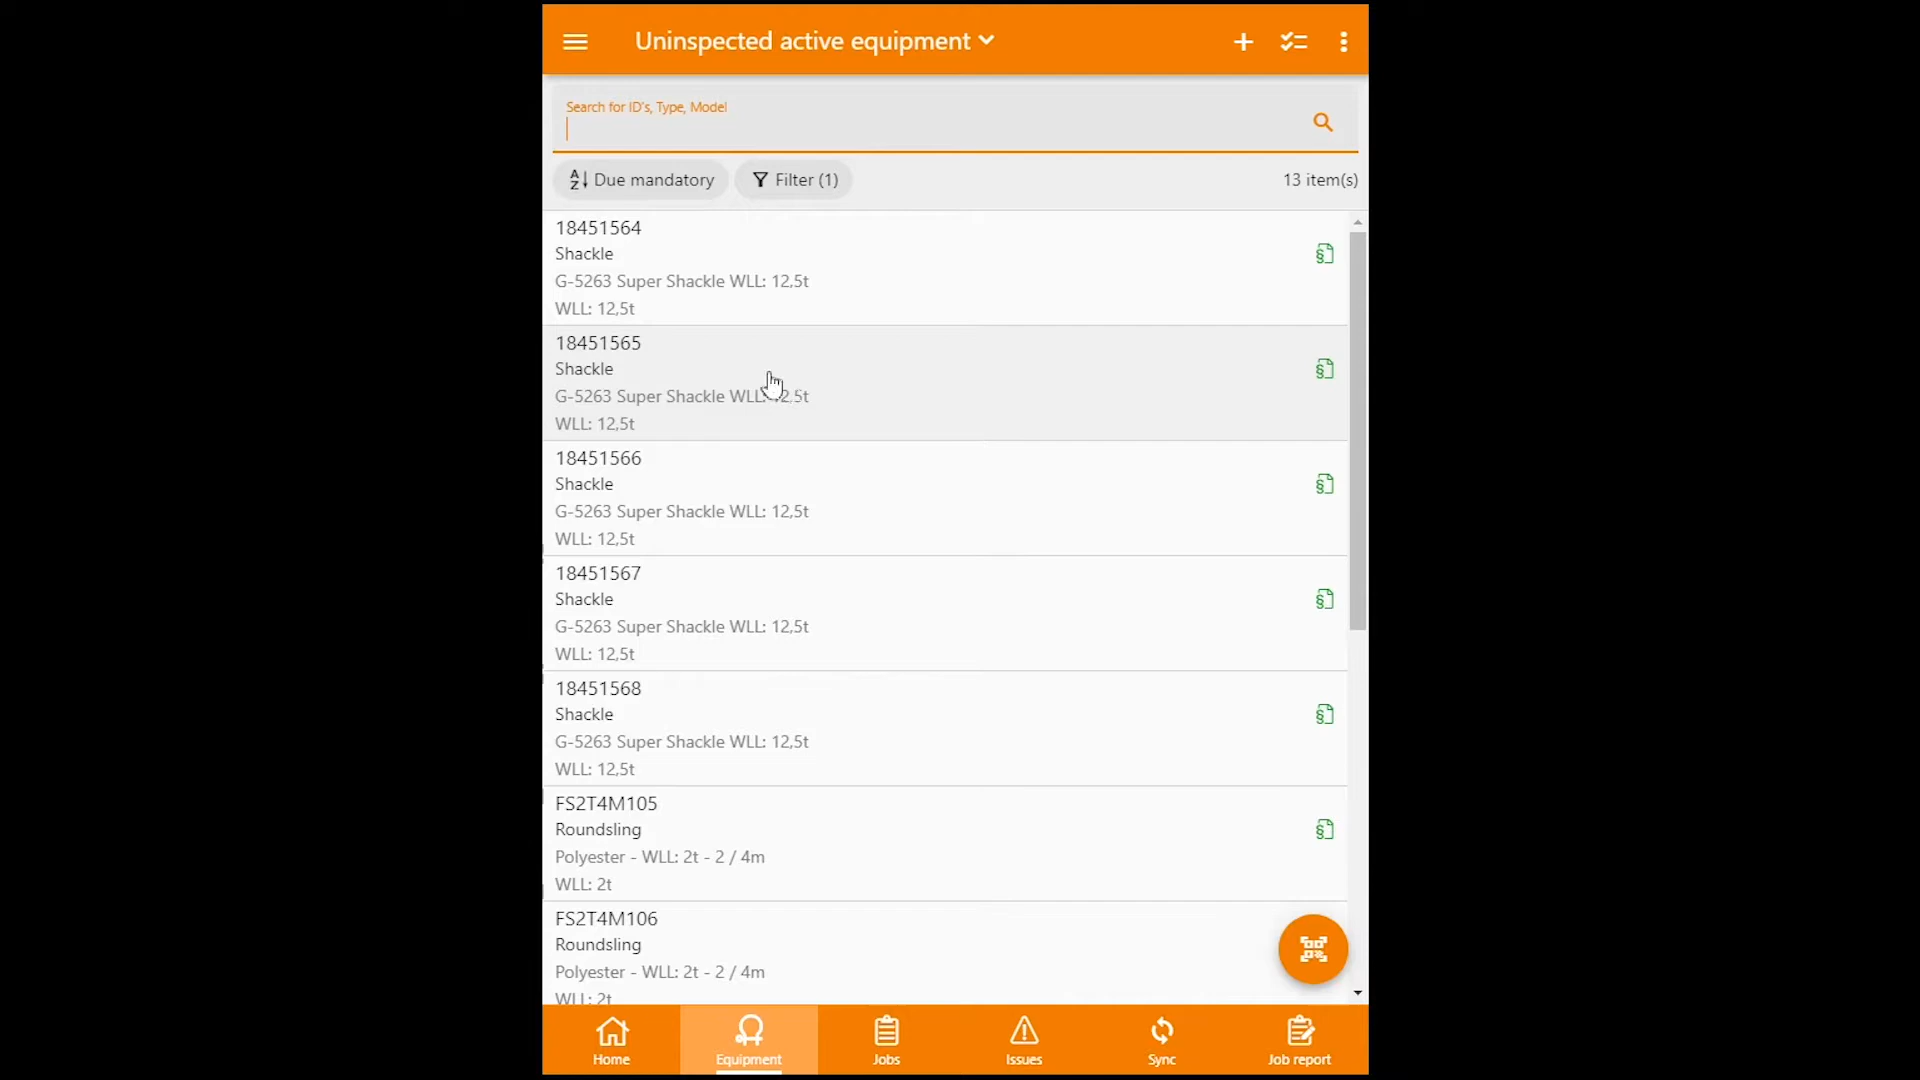 Uninspected active equipment
Search for ID's, Type, Model
Due mandatory
Filter (1)
13 item(s)
18451564
Shackle
G-5263 Super Shackle WLL: 12,5t
WLL: 12,5t
18451565
Shackle
G-5263 Super Shackle WLL: 12,5t
WLL: 12,5t
18451566
Shackle
G-5263 Super Shackle WLL: 12,5t
WLL: 12,5t
18451567
Shackle
G-5263 Super Shackle WLL: 12,5t
WLL: 12,5t
18451568
Shackle
G-5263 Super Shackle WLL: 12,5t
WLL: 12,5t
FS2T4M105
Roundsling
Polyester - WLL: 2t - 2 / 4m
WLL: 2t
FS2T4M106
Roundsling
Polyester - WLL: 2t - 2 / 4m
WLL: 2t
Home
Equipment
Jobs
Issues
Sync
Job report